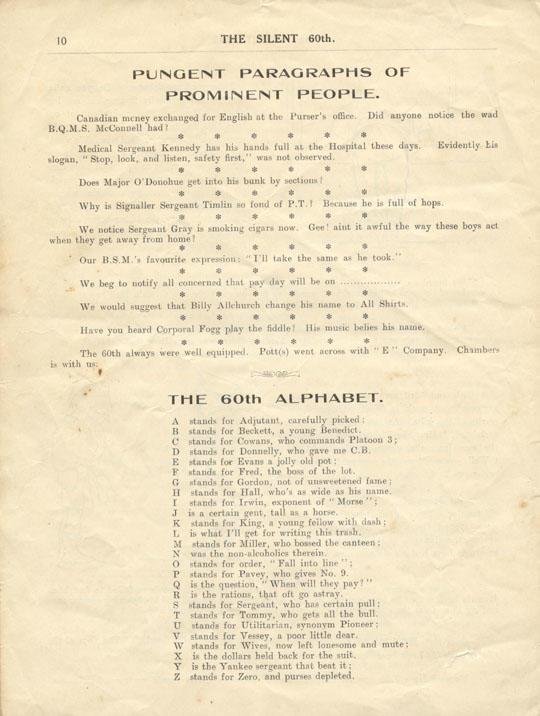 10
THE SILENT 60th.
PUNGENT PARAGRAPHS OF
PROMINENT PEOPLE.
Canadian money exchanged for English at the Purser's office. Did anyone notice the wad
B.Q.M.S. McConnell had?
* * * * * *
Medical Sergeant Kennedy has his hands full at the Hospital these days. Evidently his
slogan, "Stop, look, and listen, safety first," was not observed.
* * * * * *
Does Major O'Donohue get into his bunk by sections?
* * * * * *
Why is Signaller Sergeant Timlin so fond of P.T.? Because he is full of hops.
* * * * * *
We notice Sergeant Gray is smoking cigars now. Gee! aint it awful the way these boys act
when they get away from home!
* * * * * *
Our B.S.M.'s favourite expression: "I'll take the same as he took."
* * * * * *
We beg to notify all concerned that pay day will be on ..................
* * * * * *
We would suggest that Billy Allchurch change his name to All Shirts.
* * * * * *
Have you heard Corporal Fogg play the fiddle? His music belies his name.
* * * * * *
The 60th always were well equipped. Pott(s) went across with "E" Company. Chambers
is with us.
THE 60th ALPHABET.
A stands for Adjutant, carefully picked;
B stands for Beckett, a young Benedict.
C stands for Cowans, who commands Platoon 3;
D stands for Donnelly, who gave me C.B.
E stands for Evans a jolly old pot;
F stands for Fred, the boss of the lot.
G stands for Gordon, not of unsweetened fame;
H stands for Hall, who's as wide as his name.
I stands for Irwin, exponent of "Morse";
J is a certain gent, tall as a horse.
K stands for King, a young fellow with dash;
L is what I'll get for writing this trash.
M stands for Miller, who bossed the canteen;
N was the non-alcoholics therein.
O stands for order, "Fall into line";
P stands for Pavey, who gives No. 9.
Q is the question, "When will they pay?"
R is the rations, that oft go astray.
S stands for Sergeant, who has certain pull;
T stands for Tommy, who gets all the bull.
U stands for Utilitarian, synonym Pioneer;
V stands for Vessey, a poor little dear.
W stands for Wives, now left lonesome and mute;
X is the dollars held back for the suit.
Y is the Yankee sergeant that beat it;
Z stands for Zero, and purses depleted.